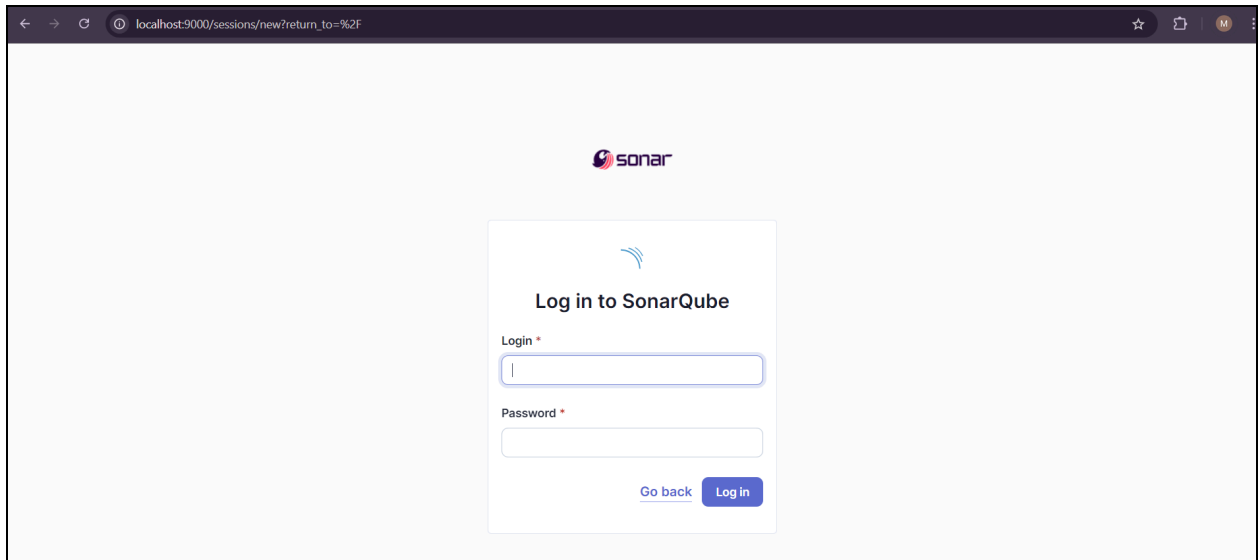 localhost:9000/sessions/new?return_to=%2F
M
sonar
Log in to SonarQube
Login *
Password *
Go back
Log in